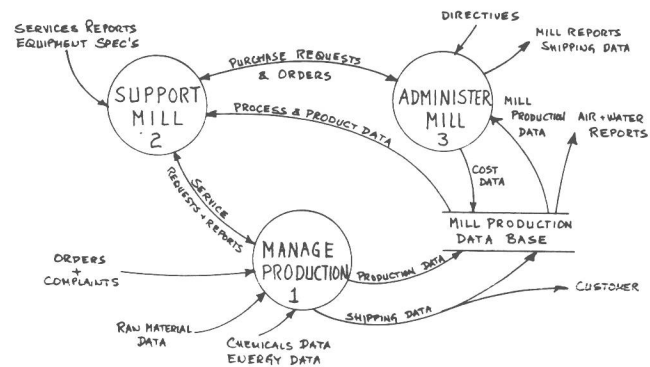 SERVICES REPORTS
EQUIPMENT SPEC'S
DIRECTIVES
MILL REPORTS
SHIPPING DATA
PURCHASE REQUESTS
& ORDERS
SUPPORT
MILL
2
ADMINISTER
MILL
3
PROCESS & PRODUCT DATA
MILL
PRODUCTION
DATA
AIR + WATER
REPORTS
COST
DATA
SERVICE
REQUESTS + REPORTS
MILL PRODUCTION
DATA BASE
MANAGE
PRODUCTION
1
ORDERS
+
COMPLAINTS
PRODUCTION DATA
SHIPPING DATA
CUSTOMER
RAW MATERIAL
DATA
CHEMICALS DATA
ENERGY DATA